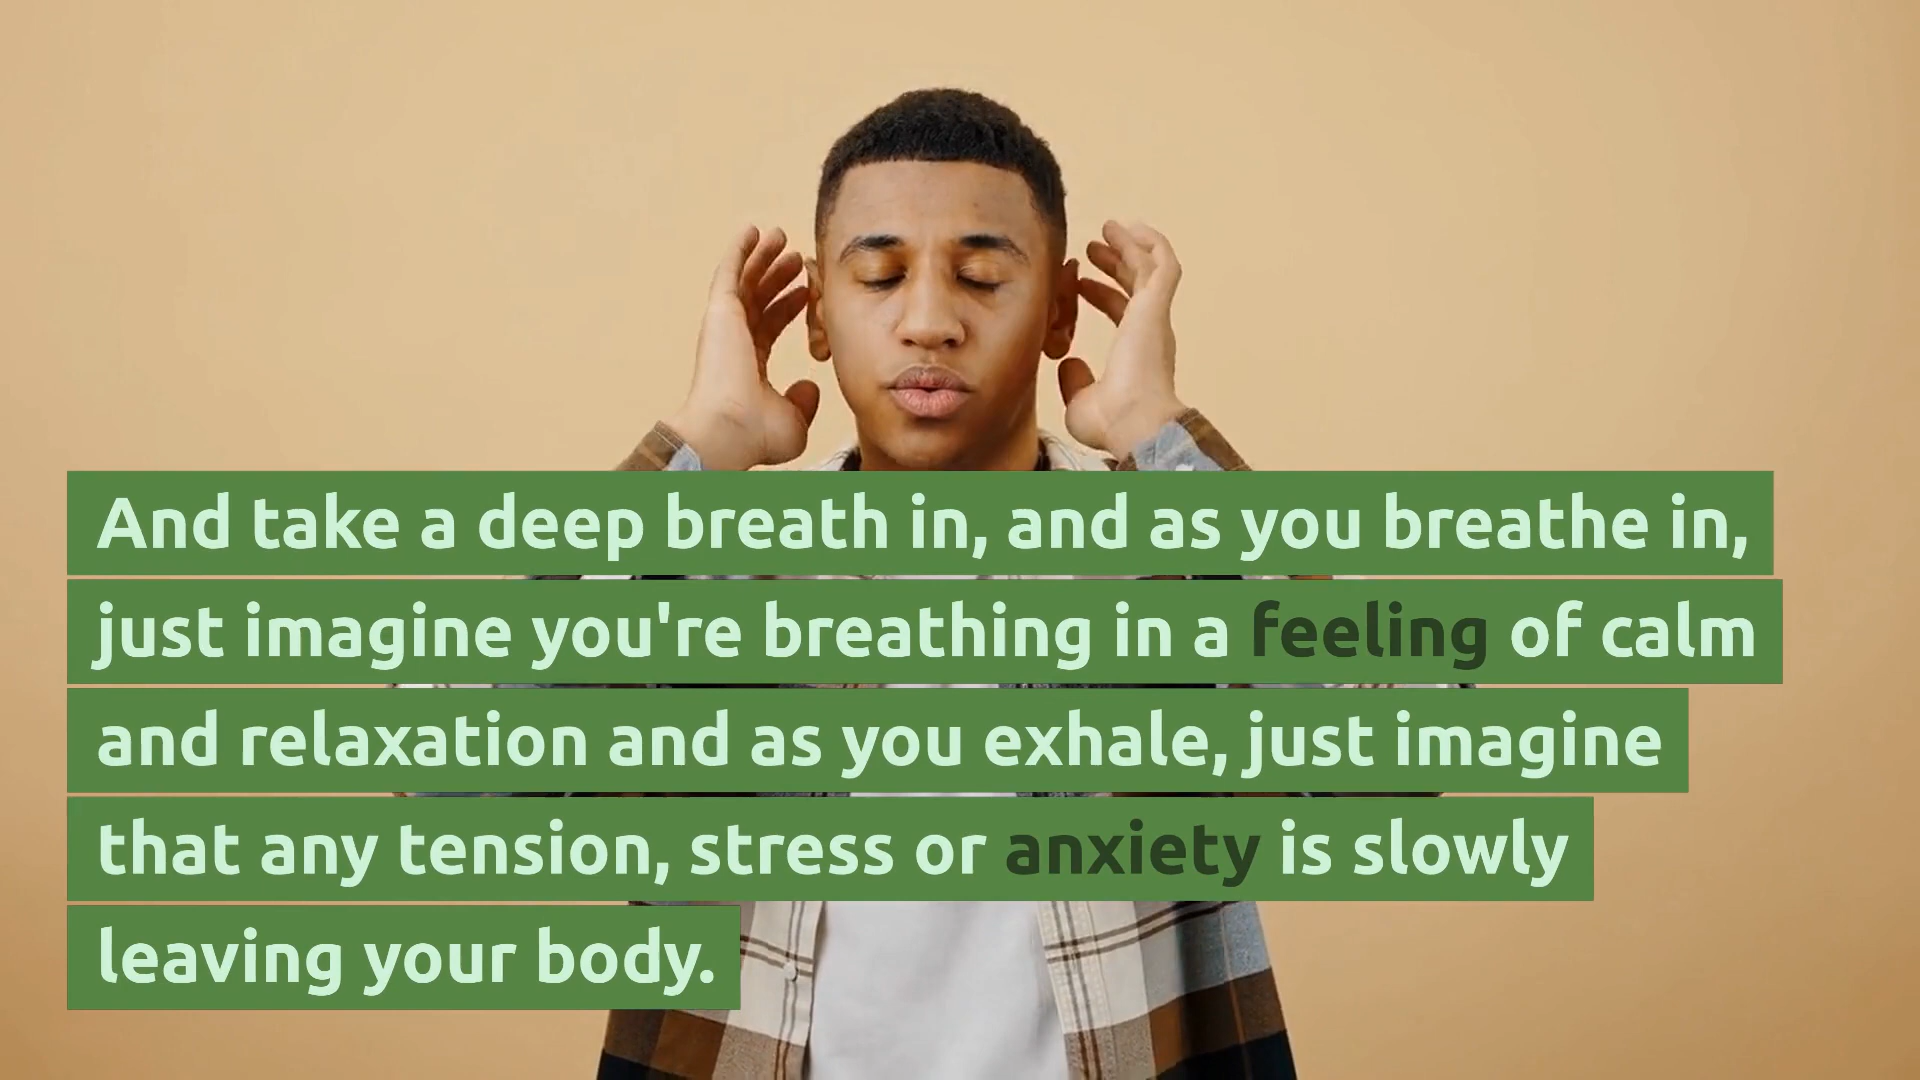 And take a deep breath in, and as you breathe in,
just imagine you're breathing in a feeling of calm
and relaxation and as you exhale, just imagine
that any tension, stress or anxiety is slowly
leaving your body.